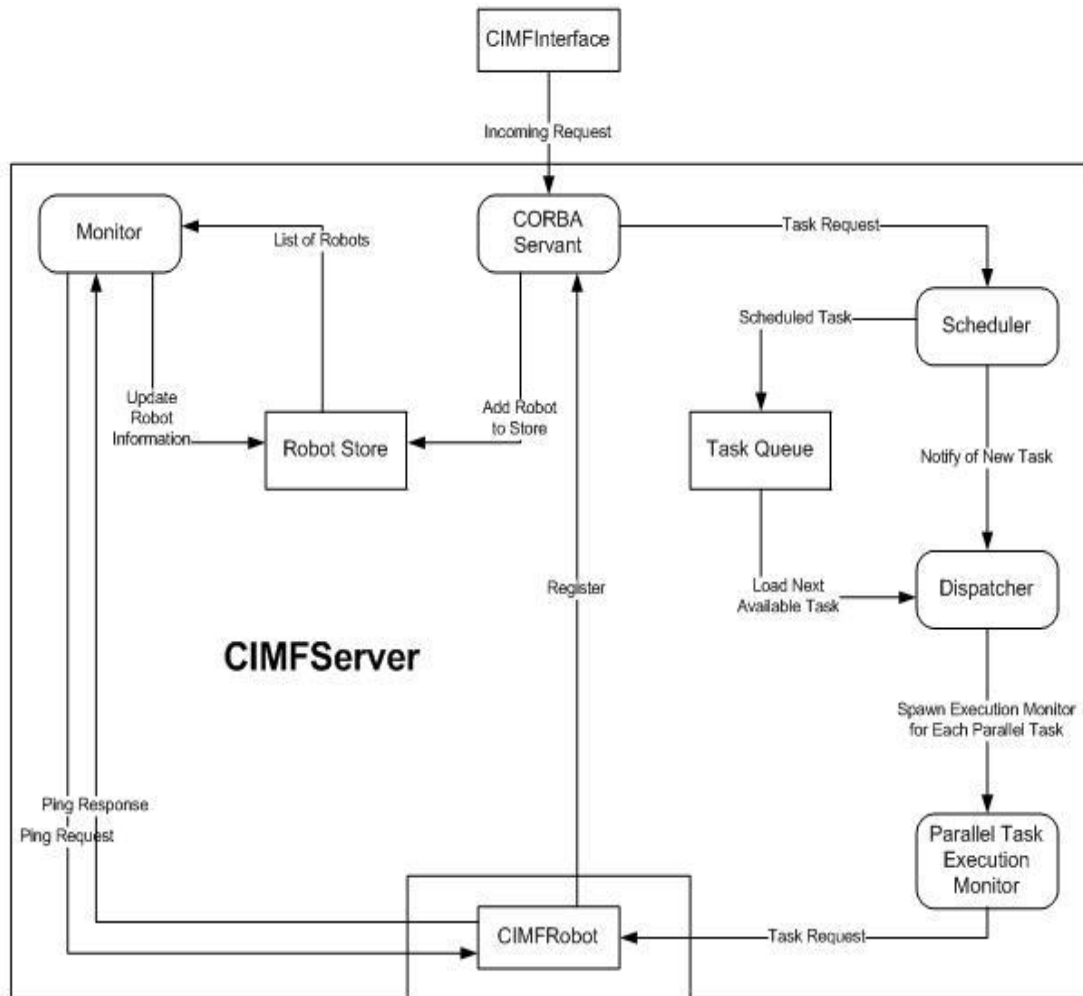 CIMFInterface
Incoming Request
Monitor
List of Robots
CORBA
Servant
Task Request
Scheduled Task
Scheduler
Update
Robot
Information
Robot Store
Add Robot
to Store
Task Queue
Notify of New Task
Register
Load Next
Available Task
Dispatcher
CIMFServer
Spawn Execution Monitor
for Each Parallel Task
Ping Response
Ping Request
Parallel Task
Execution
Monitor
CIMFRobot
Task Request